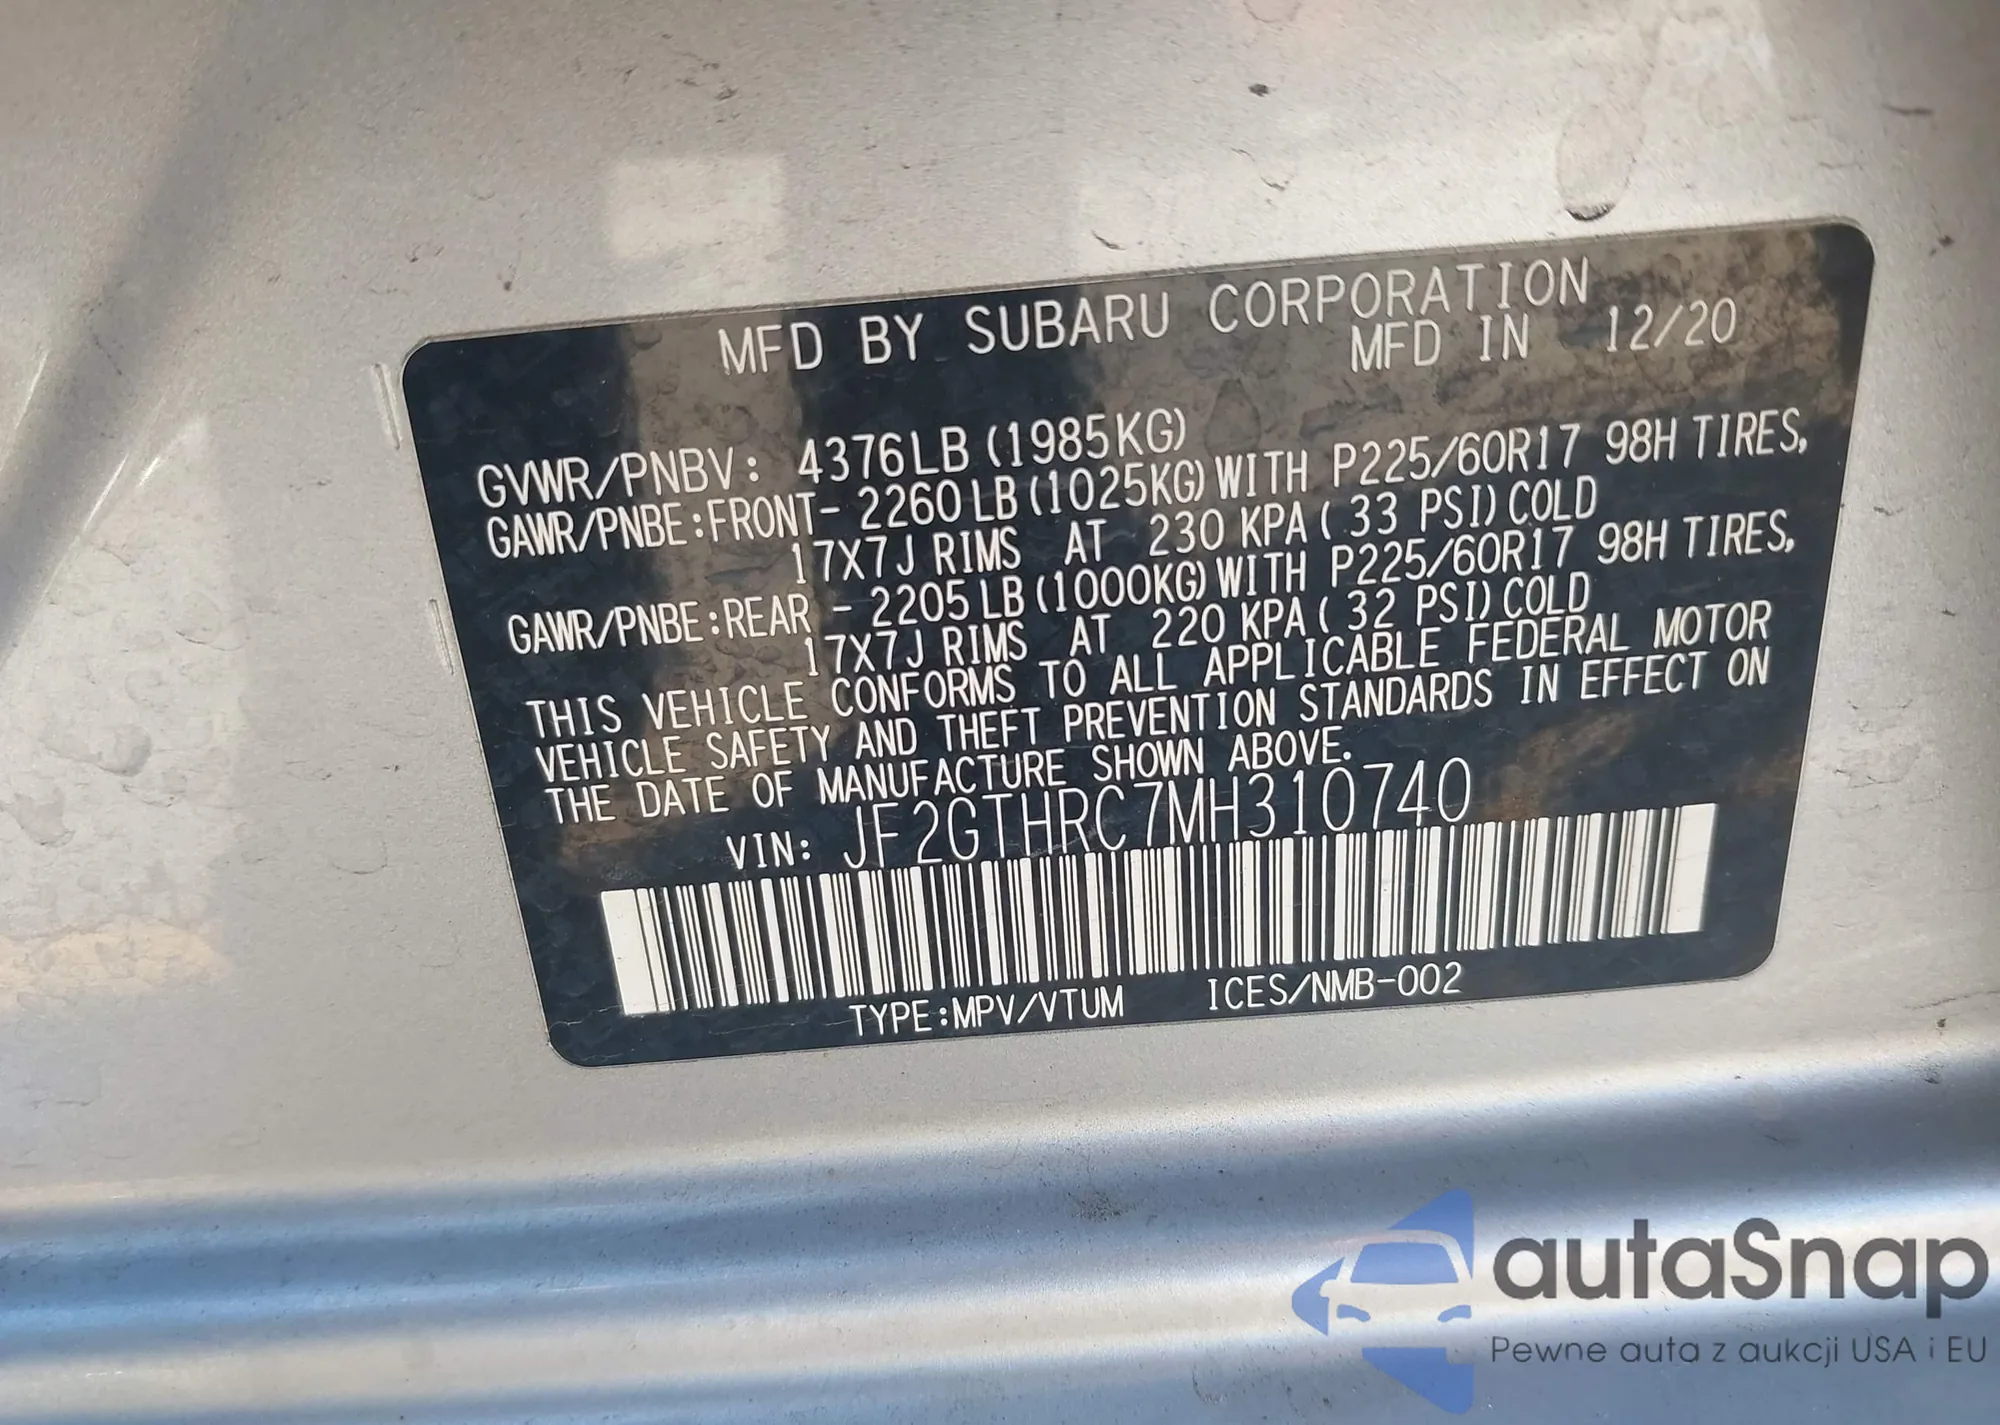 MFD BY SUBARU CORPORATION
MFD IN 12/20
GVWR/PNBV: 4376LB (1985KG)
GAWR/PNBE:FRONT- 2260LB (1025KG) WITH P225/60R17 98H TIRES,
17X7J RIMS AT 230 KPA ( 33 PSI) COLD
GAWR/PNBE:REAR - 2205LB (1000KG) WITH P225/60R17 98H TIRES,
17X7J RIMS AT 220 KPA ( 32 PSI) COLD
THIS VEHICLE CONFORMS TO ALL APPLICABLE FEDERAL MOTOR
VEHICLE SAFETY AND THEFT PREVENTION STANDARDS IN EFFECT ON
THE DATE OF MANUFACTURE SHOWN ABOVE.
VIN: JF2GTHRC7MH310740
TYPE:MPV/VTUM ICES/NMB-002
autaSnap
Pewne auta z aukcji USA i EU